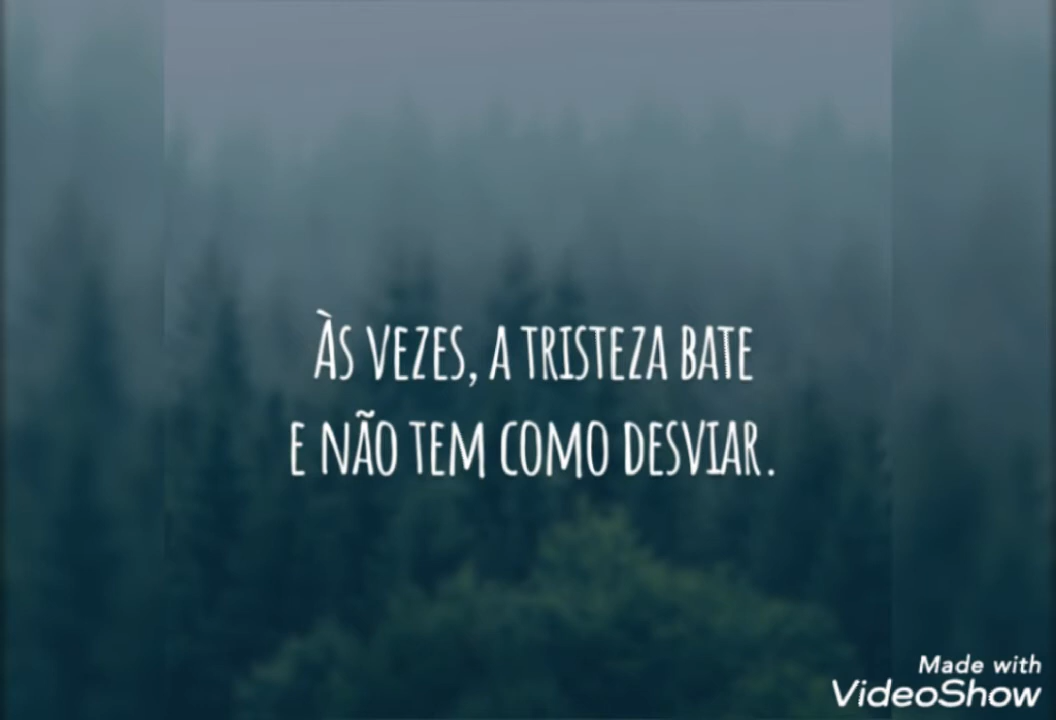 Às vezes, a tristeza bate
e não tem como desviar.
Made with
VideoShow